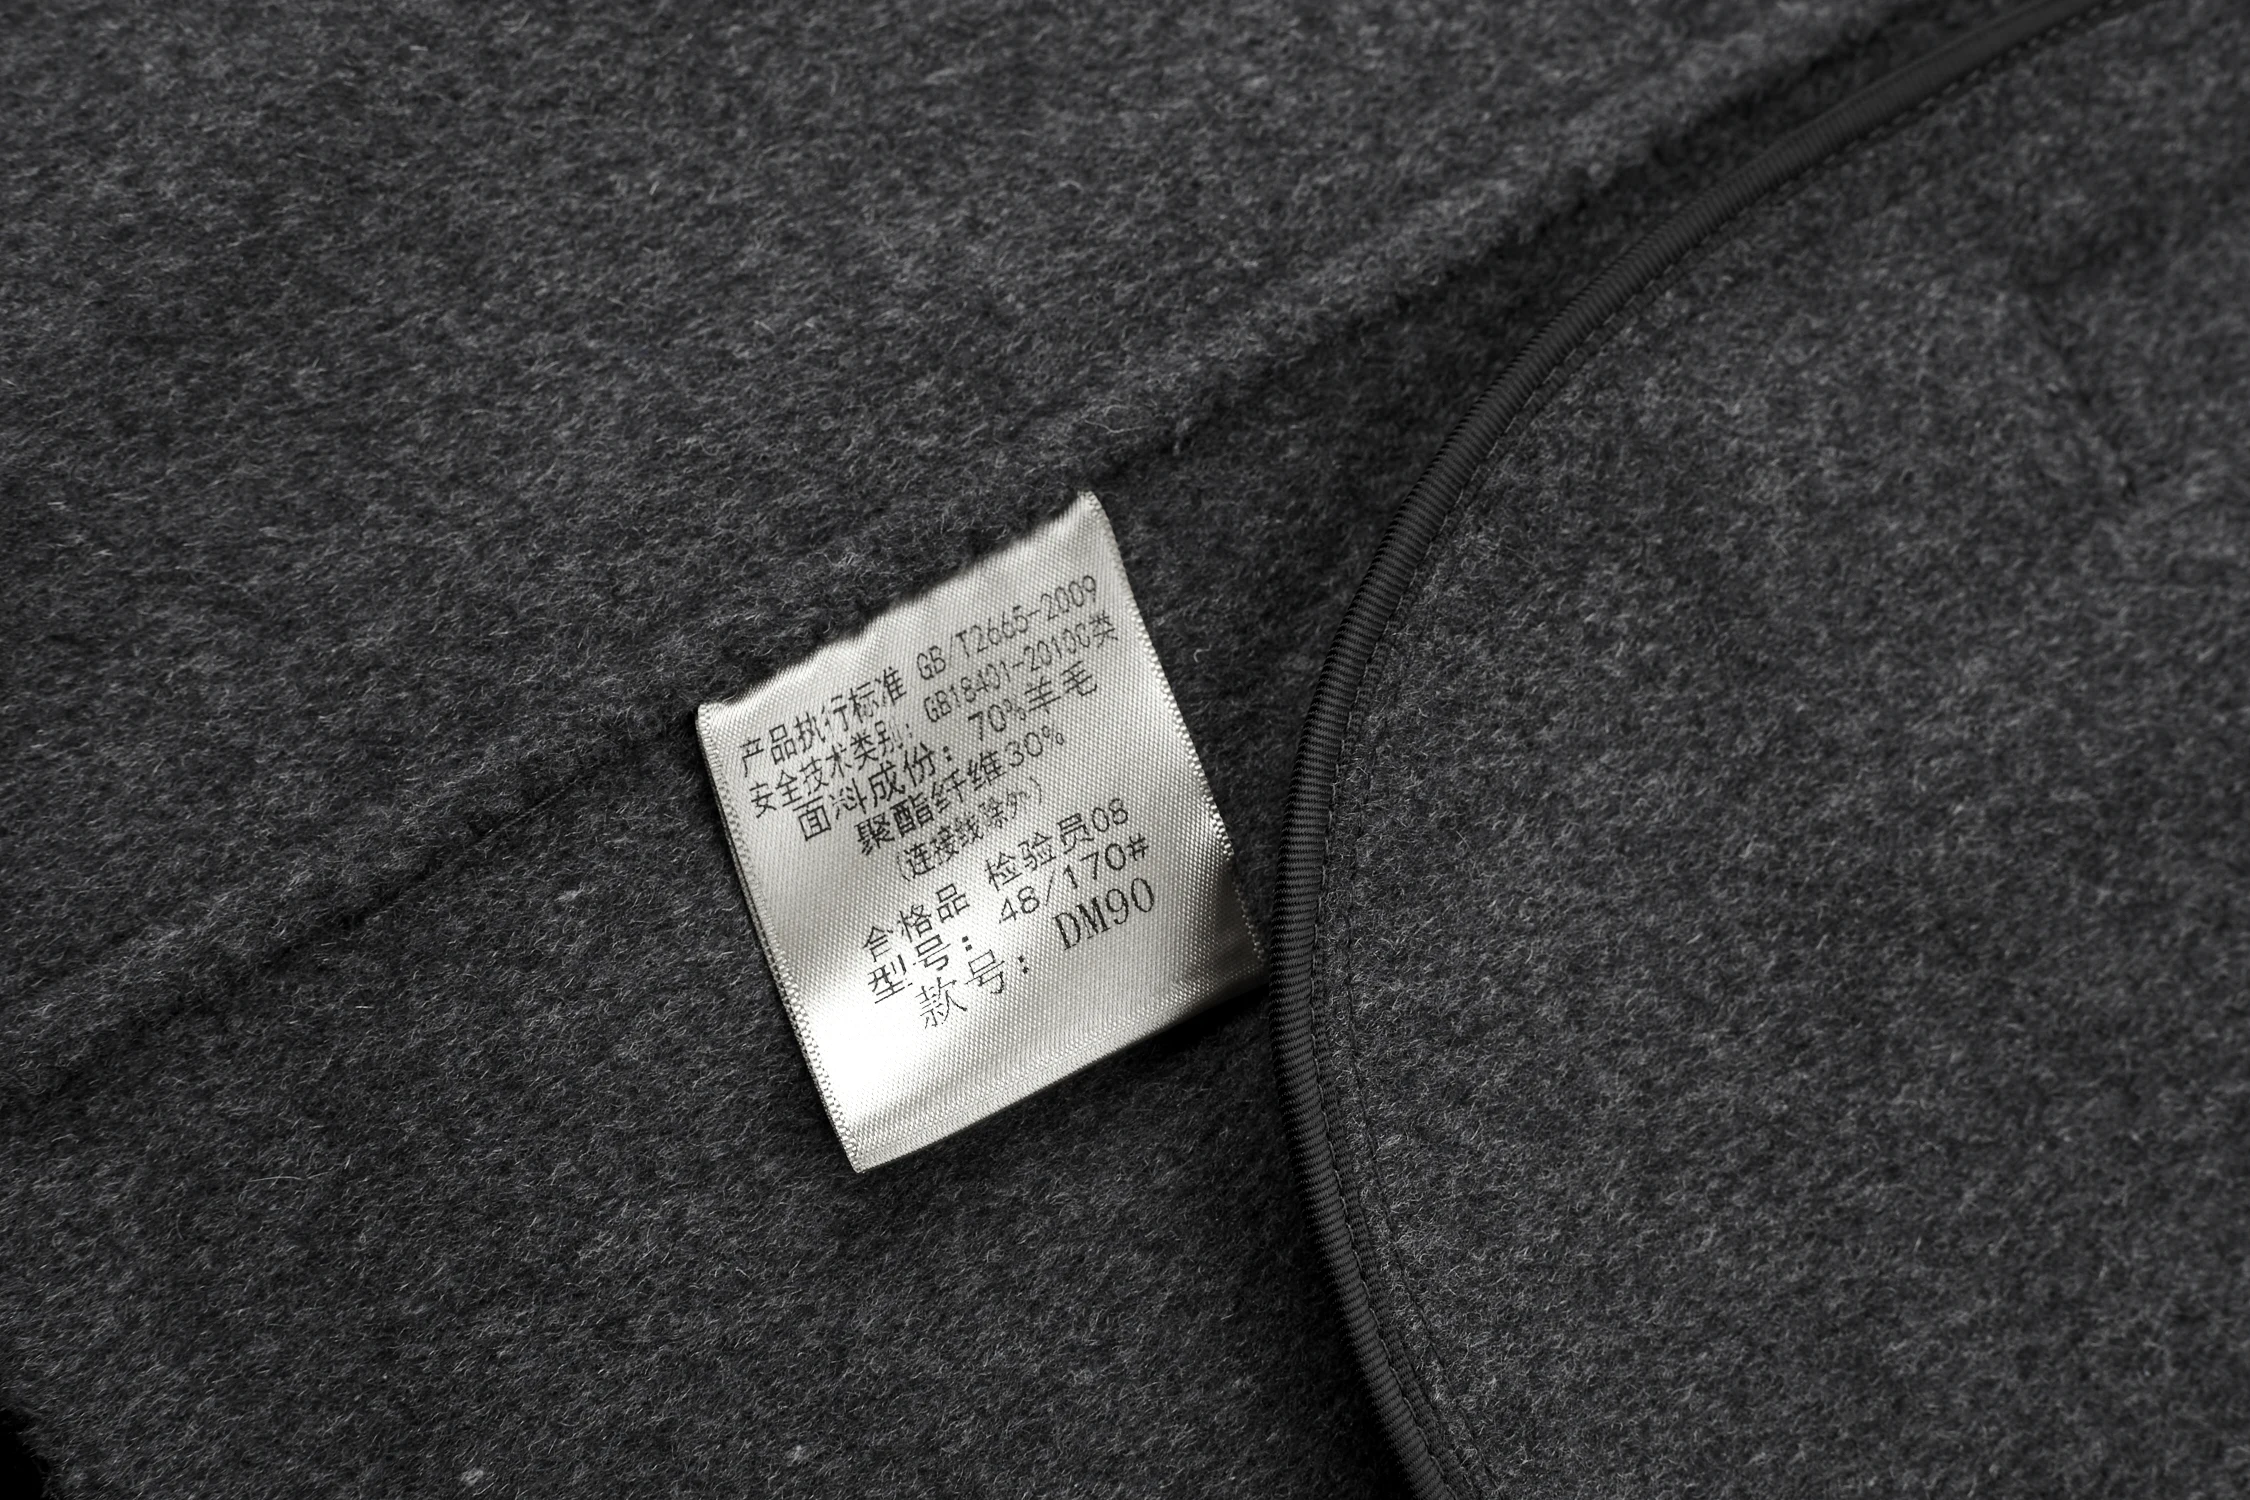 产品执行标准 GB/T2665-2009
安全技术类别: GB18401-2010C类
面料成份: 70%羊毛
聚酯纤维30%
(连接线除外)
合格品 检验员08
型号: 48/170#
款号: DM90